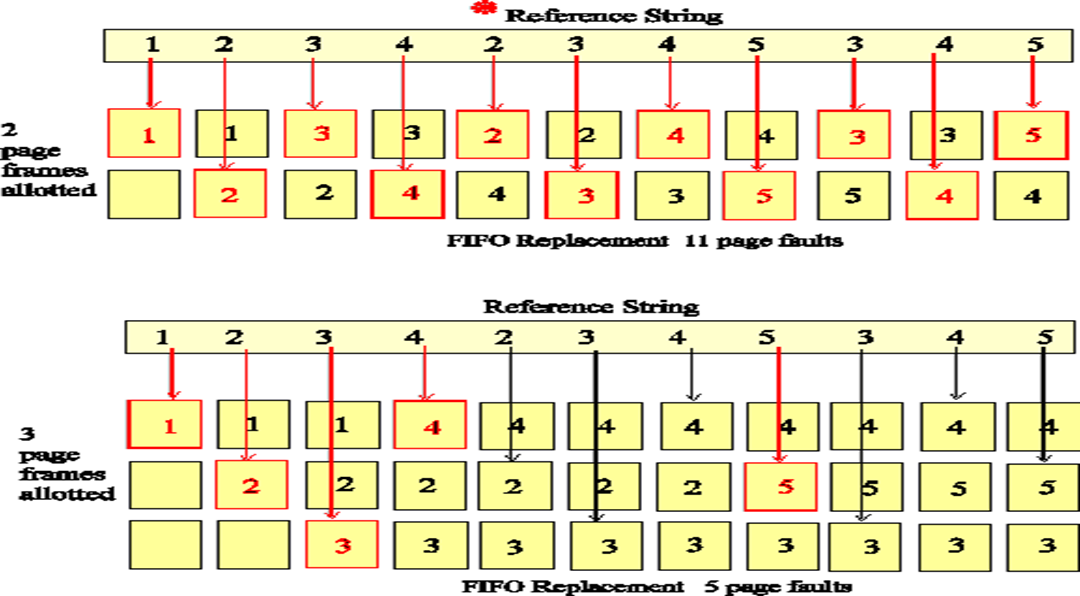 * Reference String
1 2 3 4 2 3 4 5 3 4 5
2
page
frames
allotted
1 1 3 3 2 2 4 4 3 3 5
2 2 4 4 3 3 5 5 4 4
FIFO Replacement 11 page faults
Reference String
1 2 3 4 2 3 4 5 3 4 5
3
page
frames
allotted
1 1 1 4 4 4 4 4 4 4 4
2 2 2 2 2 2 5 5 5 5
3 3 3 3 3 3 3 3 3
FIFO Replacement 5 page faults